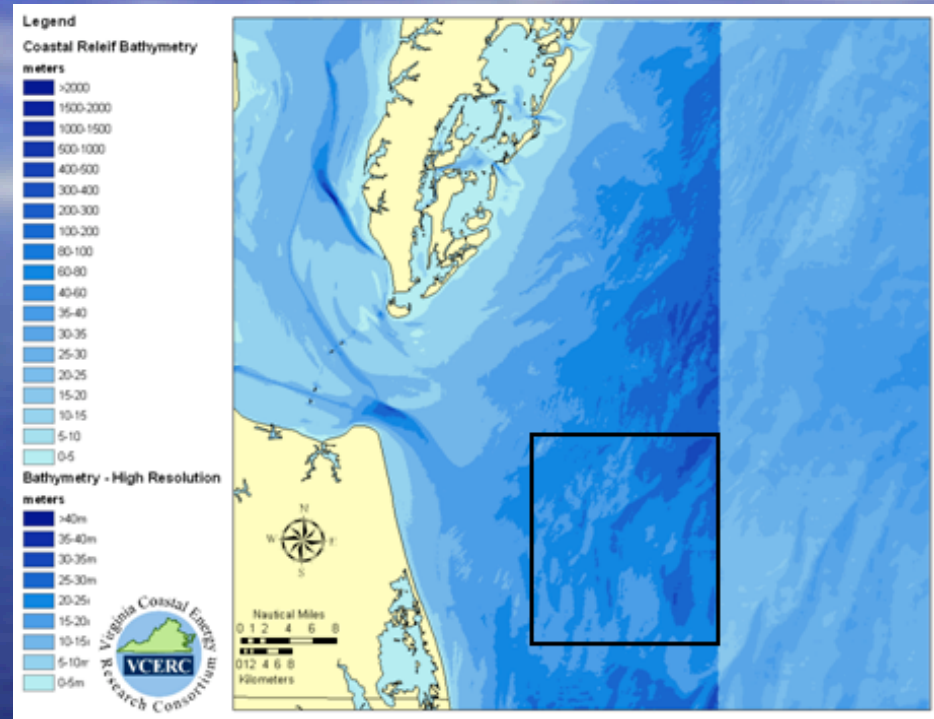 Legend
Coastal Releif Bathymetry
meters
>2000
1500-2000
1000-1500
500-1000
400-500
300-400
200-300
100-200
80-100
60-80
40-60
35-40
30-35
25-30
20-25
15-20
10-15
5-10
0-5
Bathymetry - High Resolution
meters
>40m
35-40m
30-35m
25-30m
20-25
15-20
10-15
5-10
0-5m
Virginia Coastal Energy
VCERC
Research Consortium
N
W E
S
Nautical Miles
0 1 2 4 6 8
0 1 2 4 6 8
Kilometers